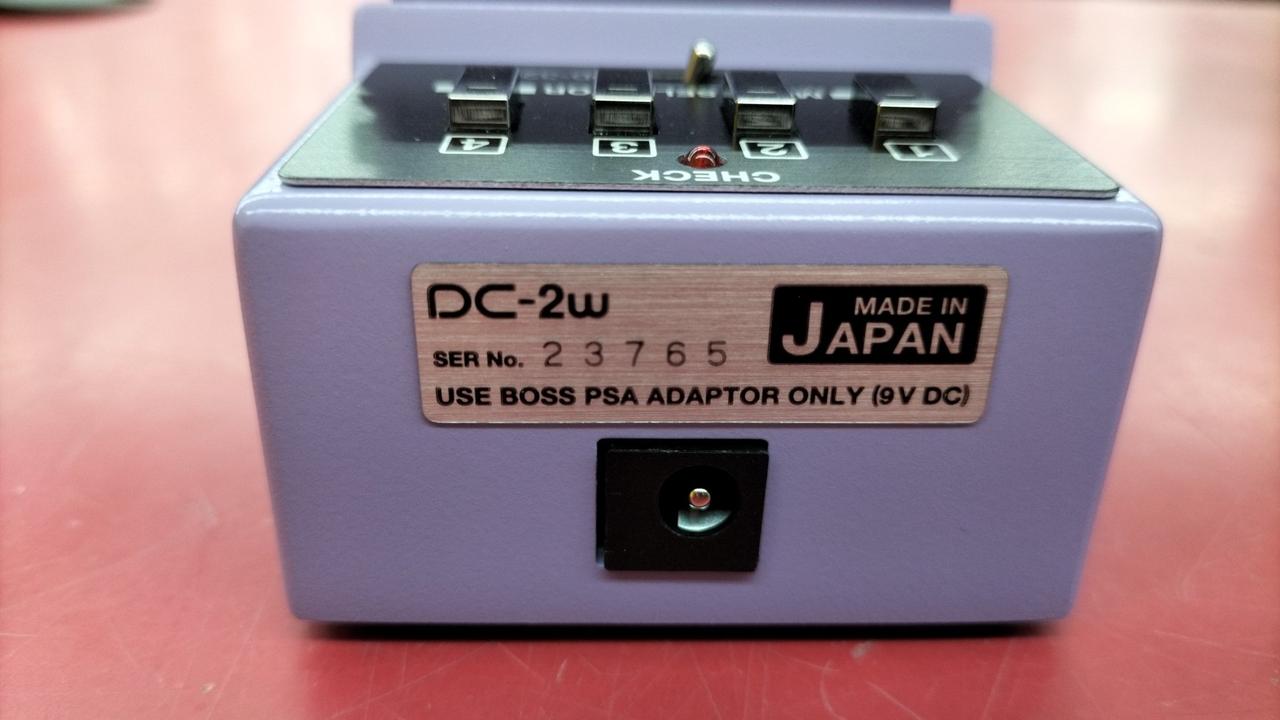 4 3 2 1
CHECK
DC-2w
SER No. 23765
USE BOSS PSA ADAPTOR ONLY (9V DC)
MADE IN
JAPAN